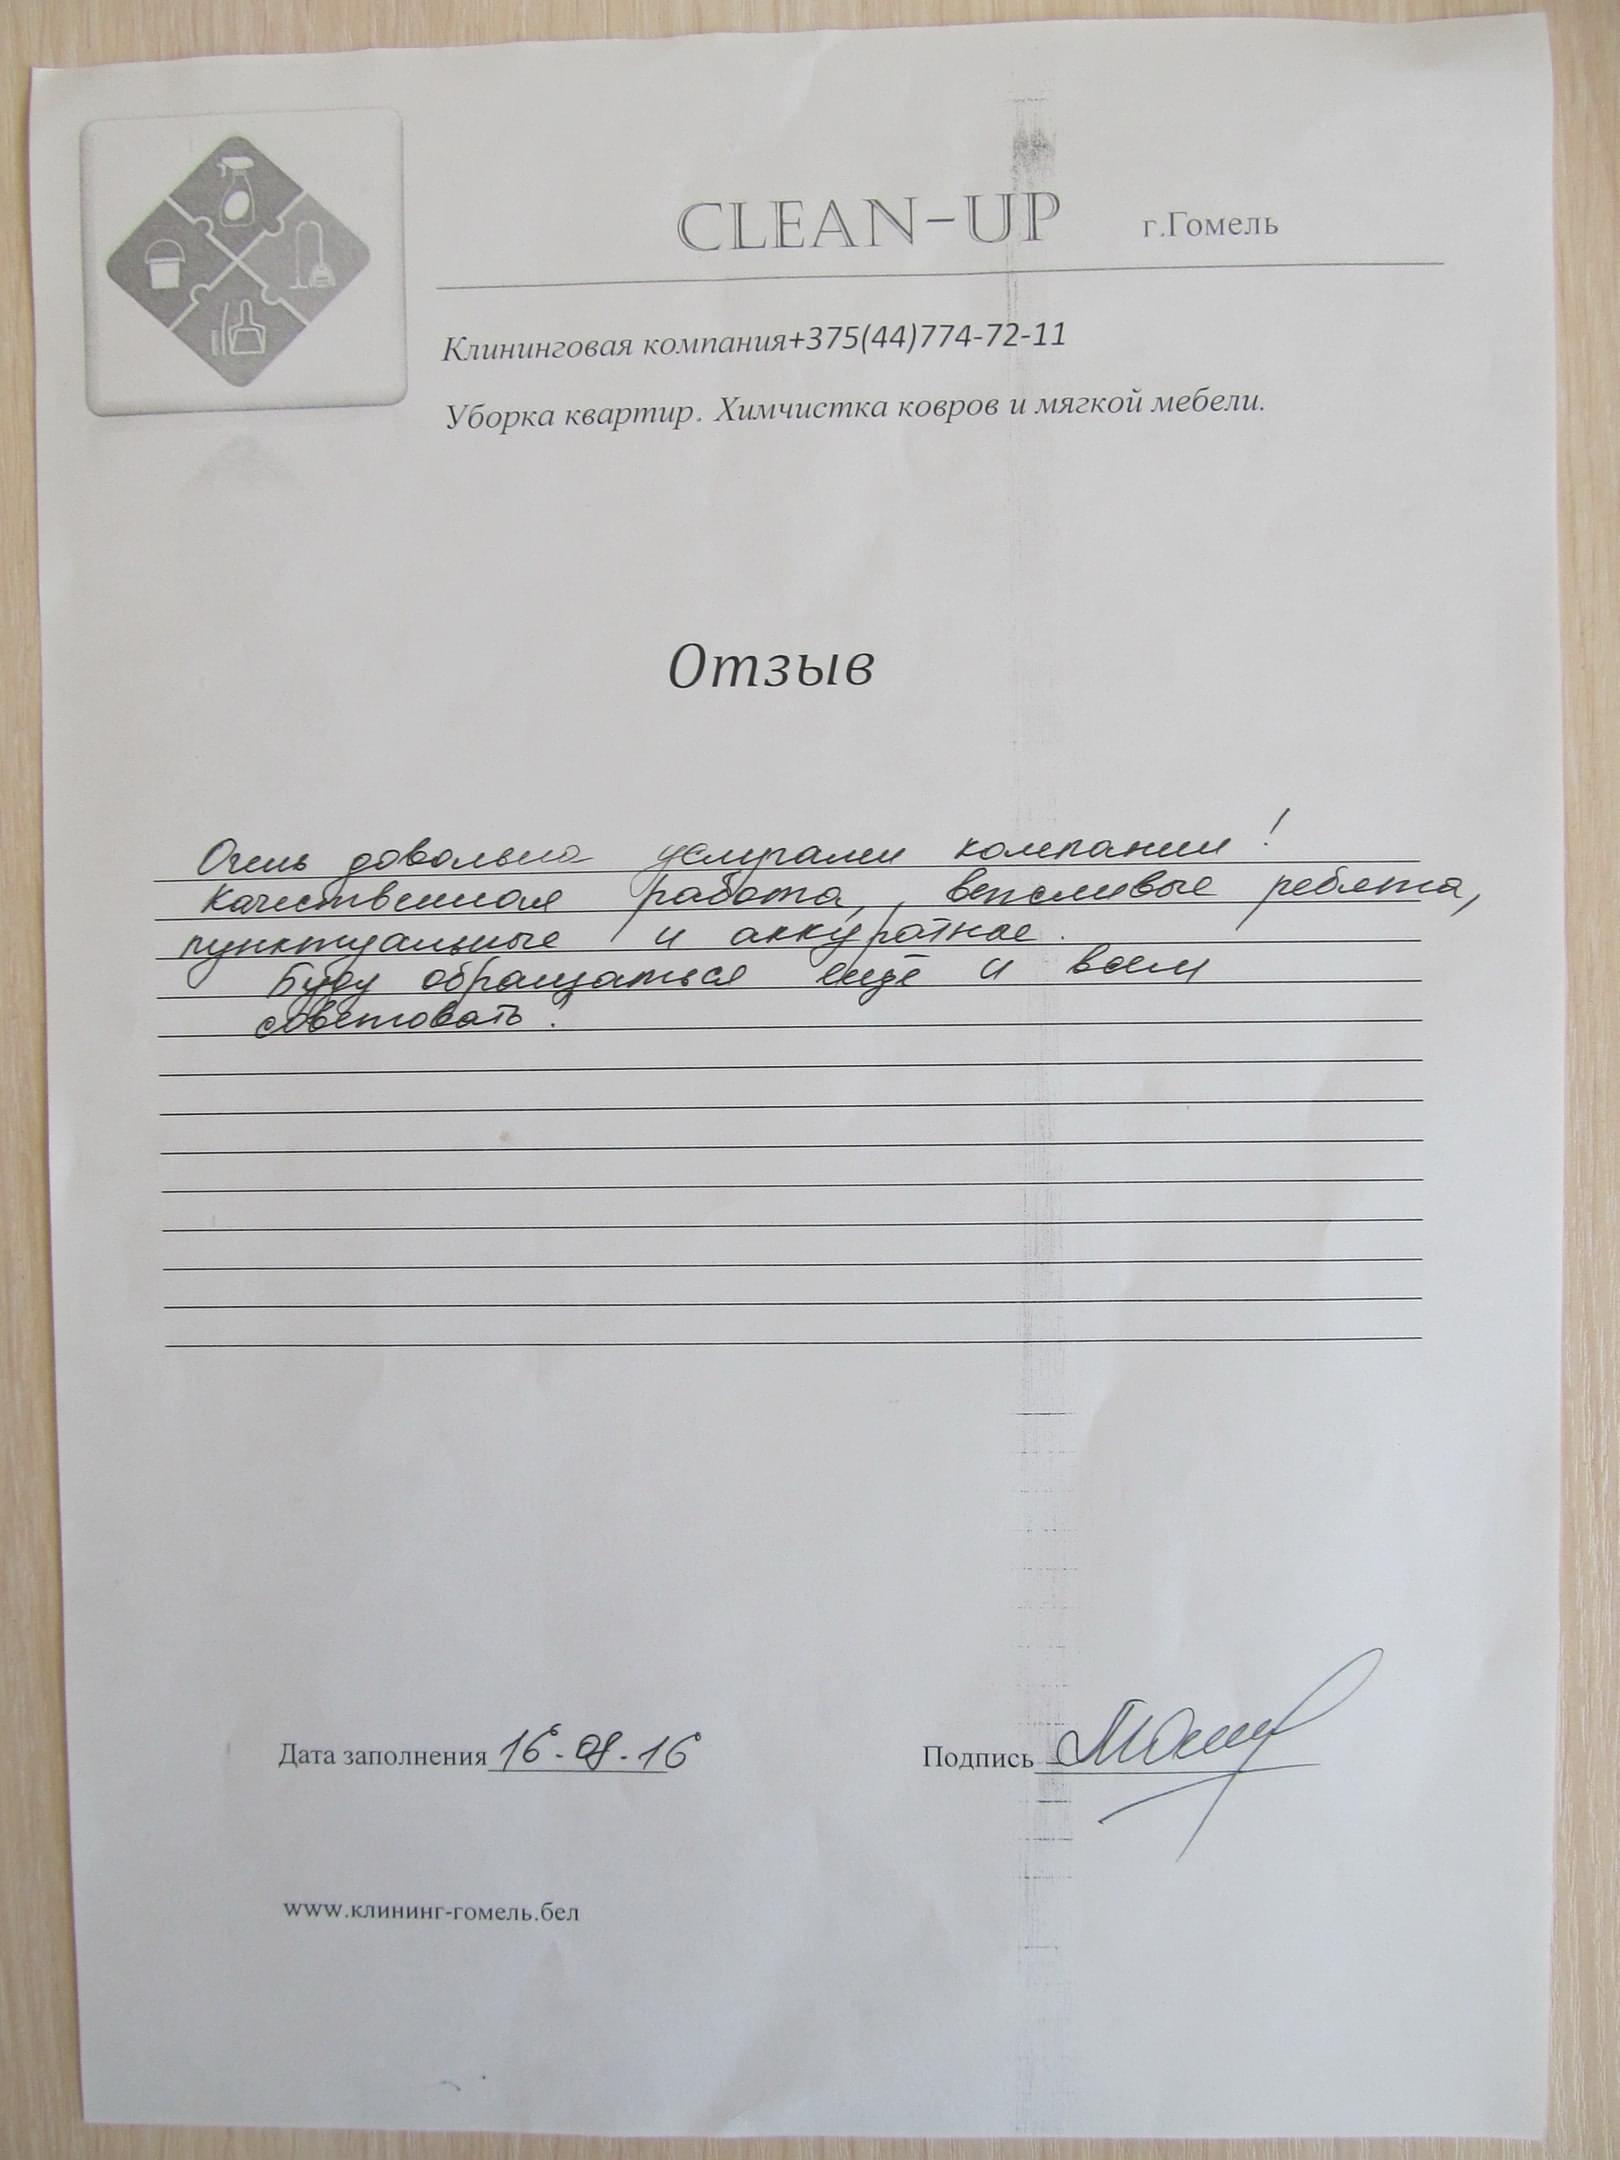 CLEAN-UP г.Гомель
Клининговая компания+375(44)774-72-11
Уборка квартир. Химчистка ковров и мягкой мебели.
Отзыв
Очень довольна услугами компании!
Качественная работа, вежливые ребята,
пунктуальные и аккуратные.
Буду обращаться ещё и всем
советовать!
Дата заполнения 16.08.16 Подпись
www.клининг-гомель.бел